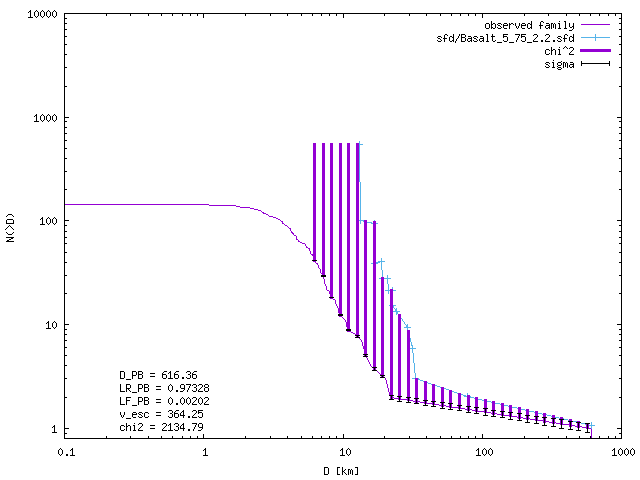 10000
1000
100
10
1
N(>D)
observed family
sfd/Basalt_5_75_2.2.sfd
chi^2
sigma
D_PB = 616.36
LR_PB = 0.97328
LF_PB = 0.00202
v_esc = 364.25
chi2 = 2134.79
0.1 1 10 100 1000
D [km]